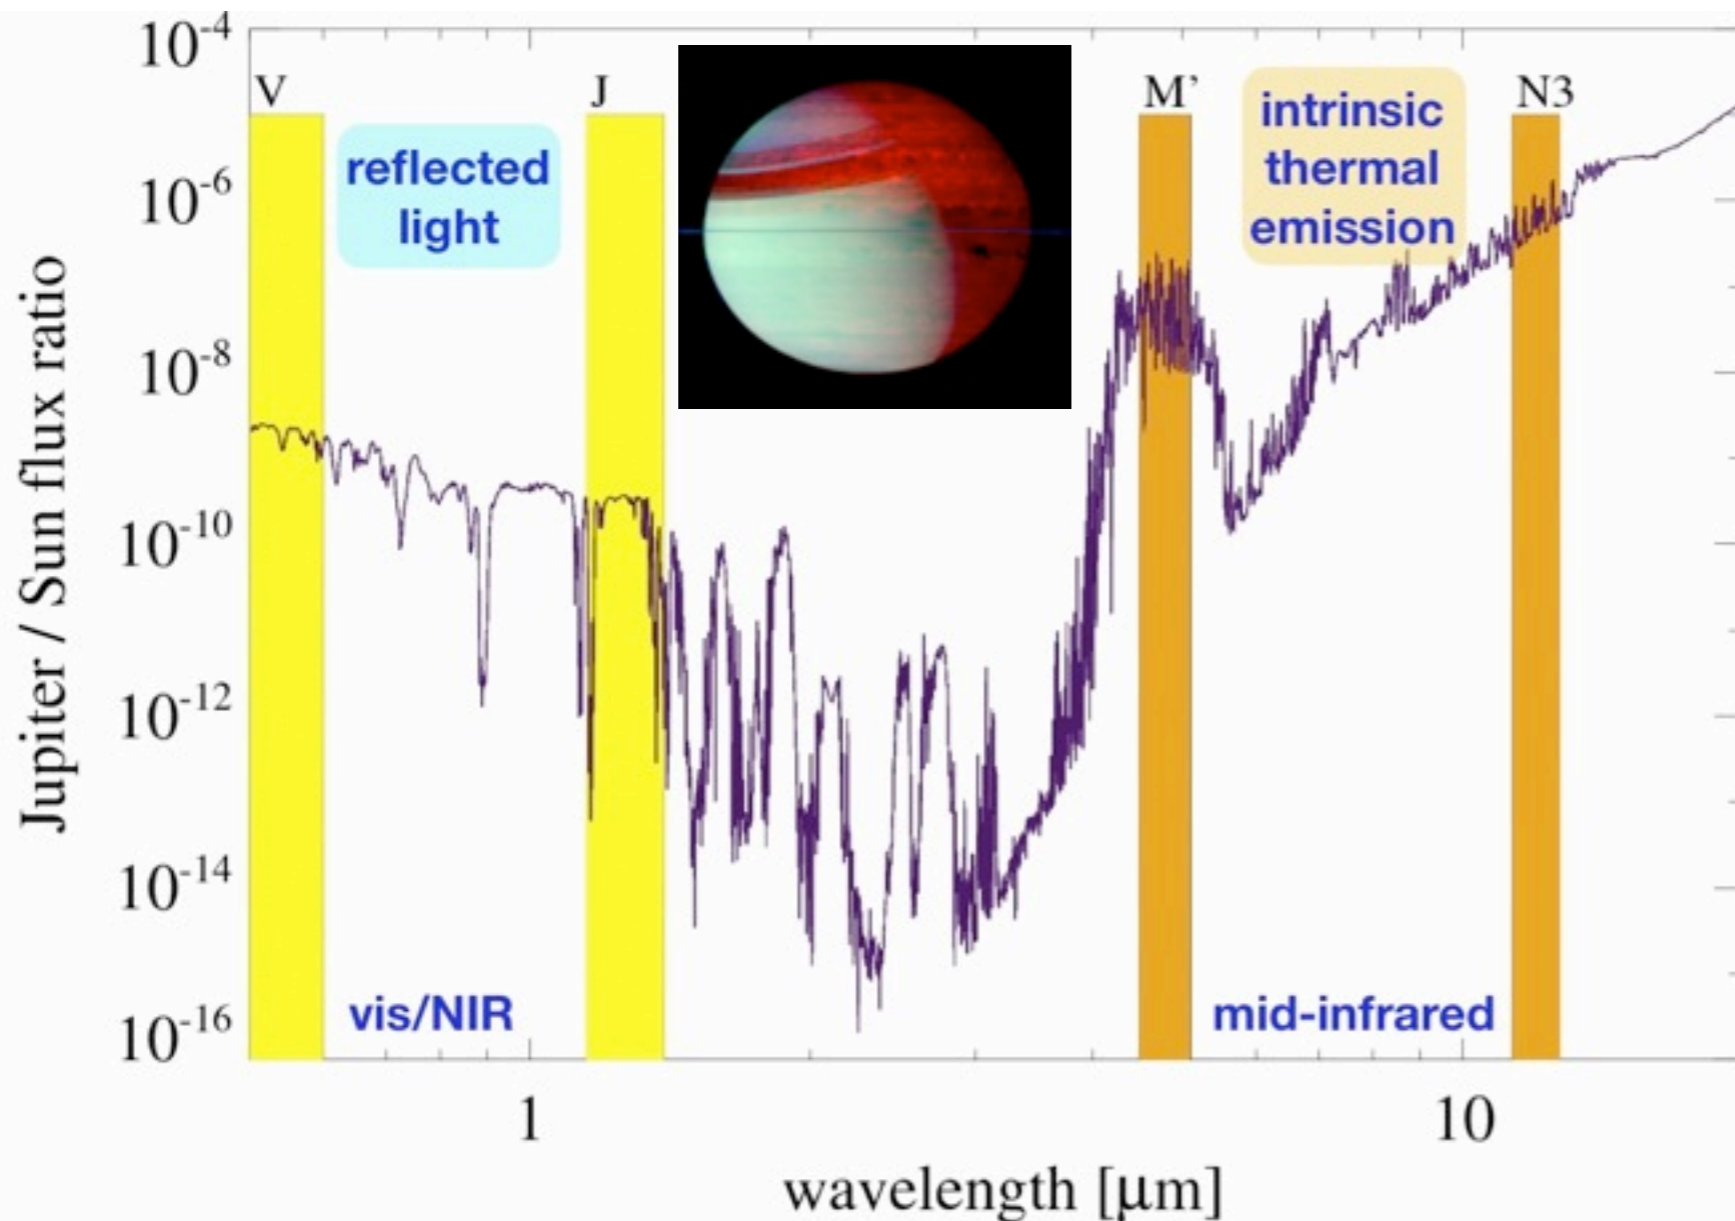 10-4
V
J
M’
intrinsic
thermal
emission
N3
reflected
light
10-6
10-8
10-10
10-12
10-14
10-16
Jupiter / Sun flux ratio
vis/NIR
mid-infrared
1
10
wavelength [μm]